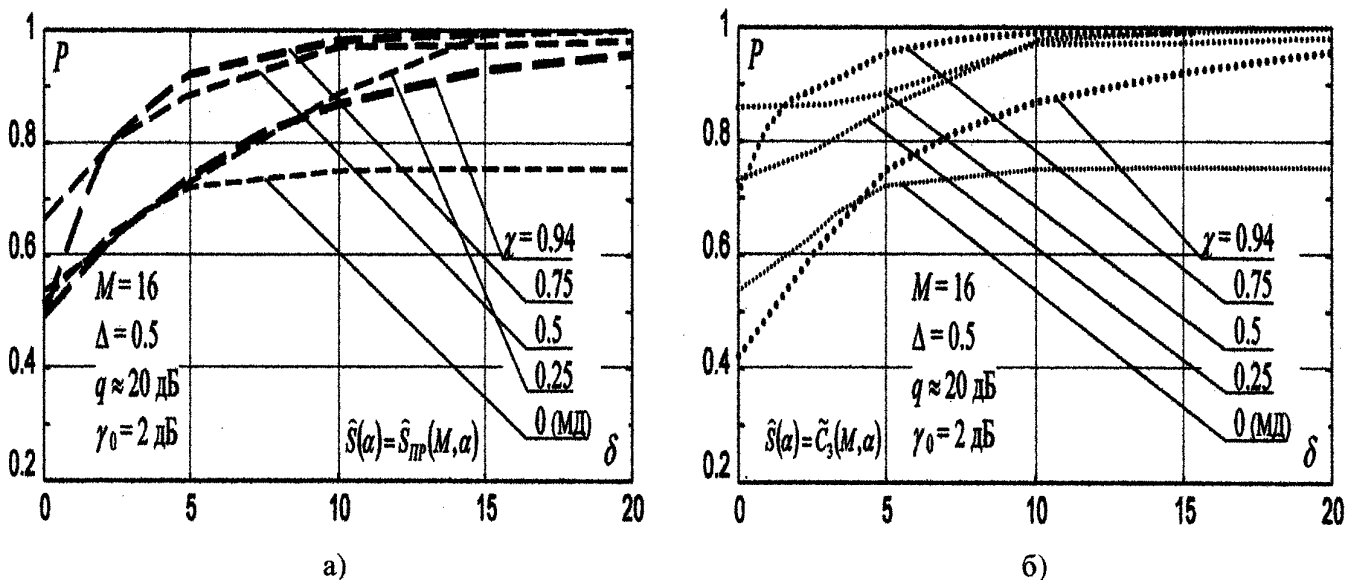 1
P
0.8
0.6
0.4
0.2
M = 16
Δ = 0.5
q ≈ 20 дБ
γ₀ = 2 дБ
Ŝ(α) = Ŝ_ПР(M, α)
χ = 0.94
0.75
0.5
0.25
0 (МД)
δ
0 5 10 15 20
а)
1
P
0.8
0.6
0.4
0.2
M = 16
Δ = 0.5
q ≈ 20 дБ
γ₀ = 2 дБ
Ŝ(α) = C̃₃(M, α)
χ = 0.94
0.75
0.5
0.25
0 (МД)
δ
0 5 10 15 20
б)